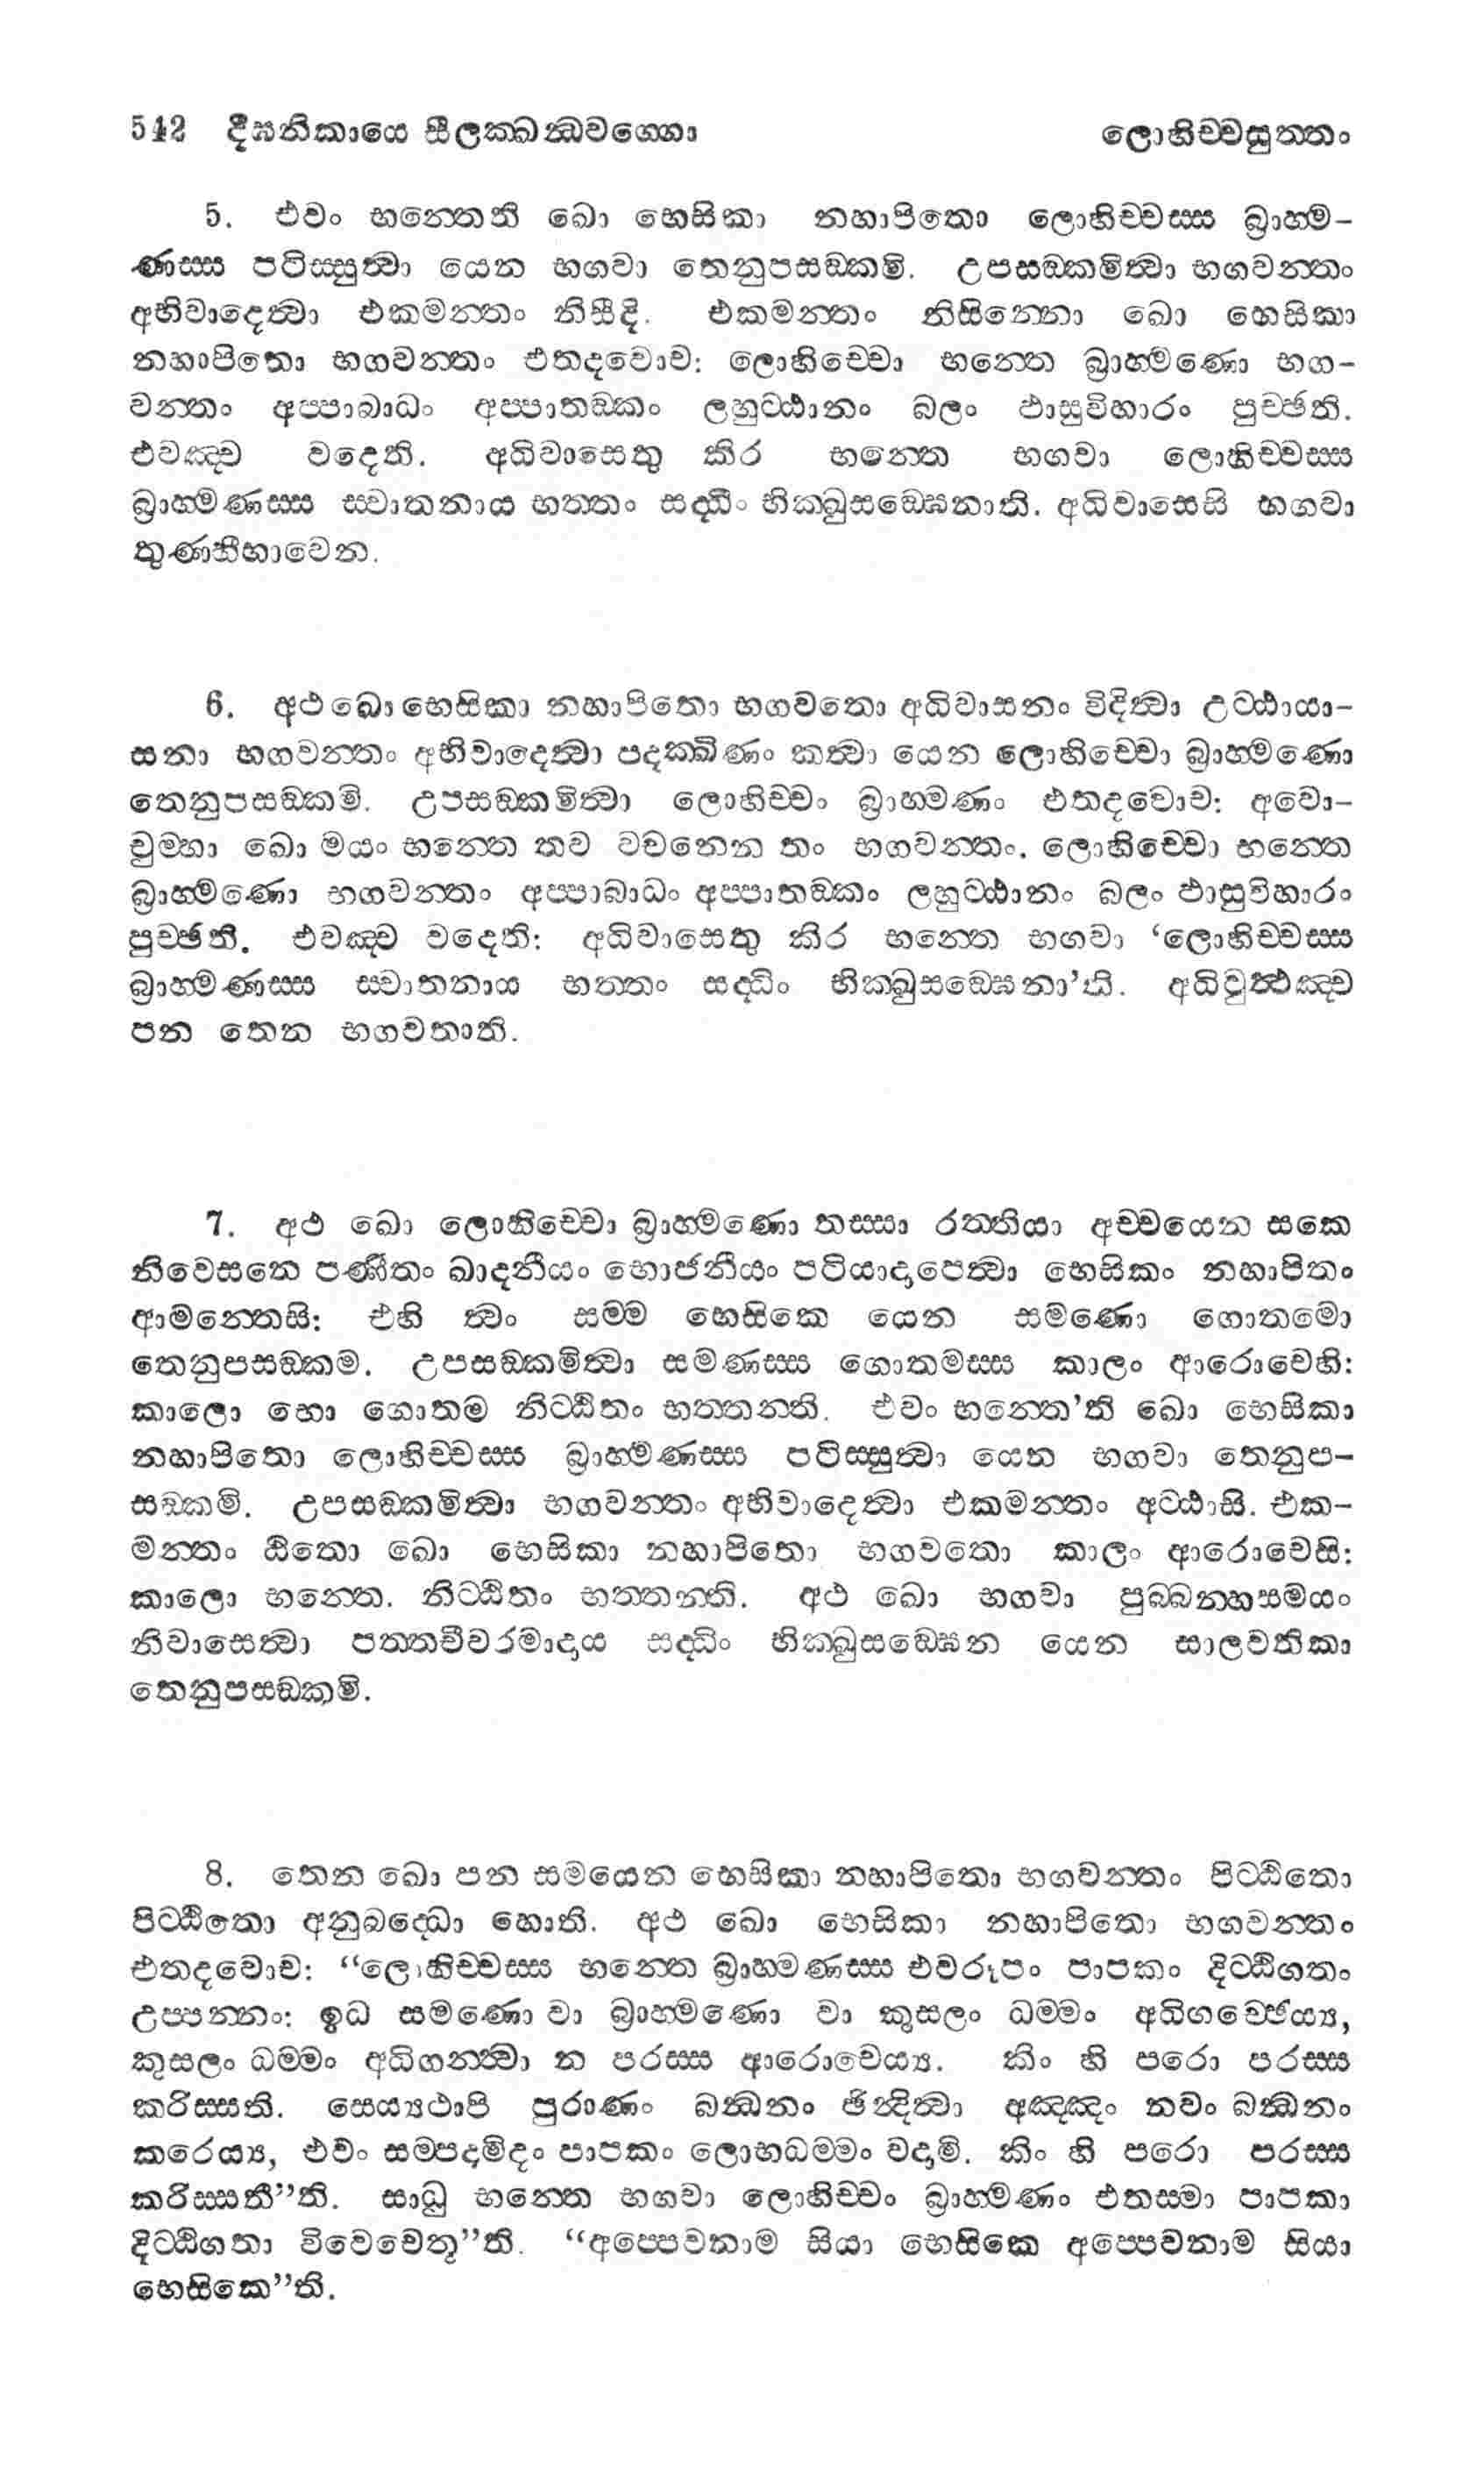 542 දීඝනිකායෙ සීලක්ඛන්ධවග්ගො ලොහිච්චසුත්තං
5. එවං භන්තෙති ඛො භෙසිකා නහාපිතො ලොහිච්චස්ස බ්‍රාහ්ම-
ණස්ස පටිස්සුත්වා යෙන භගවා තෙනුපසඞ්කමි. උපසඞ්කමිත්වා භගවන්තං
අභිවාදෙත්වා එකමන්තං නිසීදි. එකමන්තං නිසින්නො ඛො භෙසිකා
නහාපිතො භගවන්තං එතදවොච: ලොහිච්චො භන්තෙ බ්‍රාහ්මණො භග-
වන්තං අප්පාබාධං අප්පාතඞ්කං ලහුට්ඨානං බලං ඵාසුවිහාරං පුච්ඡති.
එවඤ්ච වදෙති. අධිවාසෙතු කිර භන්තෙ භගවා ලොහිච්චස්ස
බ්‍රාහ්මණස්ස ස්වාතනාය භත්තං සද්ධීං භික්ඛුසඞ්ඝෙනාති. අධිවාසෙසි භගවා
තුණ්හීභාවෙන.
6. අථ ඛො භෙසිකා නහාපිතො භගවතො අධිවාසනං විදිත්වා උට්ඨායා-
සනා භගවන්තං අභිවාදෙත්වා පදක්ඛිණං කත්වා යෙන ලොහිච්චො බ්‍රාහ්මණො
තෙනුපසඞ්කමි. උපසඞ්කමිත්වා ලොහිච්චං බ්‍රාහ්මණං එතදවොච: අවො-
චුම්හා ඛො මයං භන්තෙ තව වචනෙන තං භගවන්තං. ලොහිච්චො භන්තෙ
බ්‍රාහ්මණො භගවන්තං අප්පාබාධං අප්පාතඞ්කං ලහුට්ඨානං බලං ඵාසුවිහාරං
පුච්ඡති. එවඤ්ච වදෙති: අධිවාසෙතු කිර භන්තෙ භගවා ‘ලොහිච්චස්ස
බ්‍රාහ්මණස්ස ස්වාතනාය භත්තං සද්ධිං භික්ඛුසඞ්ඝෙනා’ති. අධිවුත්ථඤ්ච
පන තෙන භගවතාති.
7. අථ ඛො ලොහිච්චො බ්‍රාහ්මණො තස්සා රත්තියා අච්චයෙන සකෙ
නිවෙසනෙ පණීතං ඛාදනීයං භොජනීයං පටියාදාපෙත්වා භෙසිකං නහාපිතං
ආමන්තෙසි: එහි ත්වං සම්ම භෙසිකෙ යෙන සමණො ගොතමො
තෙනුපසඞ්කම. උපසඞ්කමිත්වා සමණස්ස ගොතමස්ස කාලං ආරොචෙහි:
කාලො භො ගොතම නිට්ඨිතං භත්තන්ති. එවං භන්තෙ’ති ඛො භෙසිකා
නහාපිතො ලොහිච්චස්ස බ්‍රාහ්මණස්ස පටිස්සුත්වා යෙන භගවා තෙනුප-
සඞ්කමි. උපසඞ්කමිත්වා භගවන්තං අභිවාදෙත්වා එකමන්තං අට්ඨාසි. එක-
මන්තං ඨිතො ඛො භෙසිකා නහාපිතො භගවතො කාලං ආරොචෙසි:
කාලො භන්තෙ. නිට්ඨිතං භත්තන්ති. අථ ඛො භගවා පුබ්බන්හසමයං
නිවාසෙත්වා පත්තචීවරමාදාය සද්ධිං භික්ඛුසඞ්ඝෙන යෙන සාලවතිකා
තෙනුපසඞ්කමි.
8. තෙන ඛො පන සමයෙන භෙසිකා නහාපිතො භගවන්තං පිට්ඨිතො
පිට්ඨිතො අනුබද්ධො හොති. අථ ඛො භෙසිකා නහාපිතො භගවන්තං
එතදවොච: “ලොහිච්චස්ස භන්තෙ බ්‍රාහ්මණස්ස එවරූපං පාපකං දිට්ඨිගතං
උප්පන්නං: ඉධ සමණො වා බ්‍රාහ්මණො වා කුසලං ධම්මං අධිගච්ඡෙය්‍ය,
කුසලං ධම්මං අධිගන්ත්වා න පරස්ස ආරොචෙය්‍ය. කිං හි පරො පරස්ස
කරිස්සති. සෙය්‍යථාපි පුරාණං බන්ධනං ඡින්දිත්වා අඤ්ඤං නවං බන්ධනං
කරෙය්‍ය, එවං සම්පදමිදං පාපකං ලොභධම්මං වදාමි. කිං හි පරො පරස්ස
කරිස්සතී”ති. සාධු භන්තෙ භගවා ලොහිච්චං බ්‍රාහ්මණං එතස්මා පාපකා
දිට්ඨිගතා විවෙචෙතූ”ති. “අප්පෙවනාම සියා භෙසිකෙ අප්පෙවනාම සියා
භෙසිකෙ”ති.